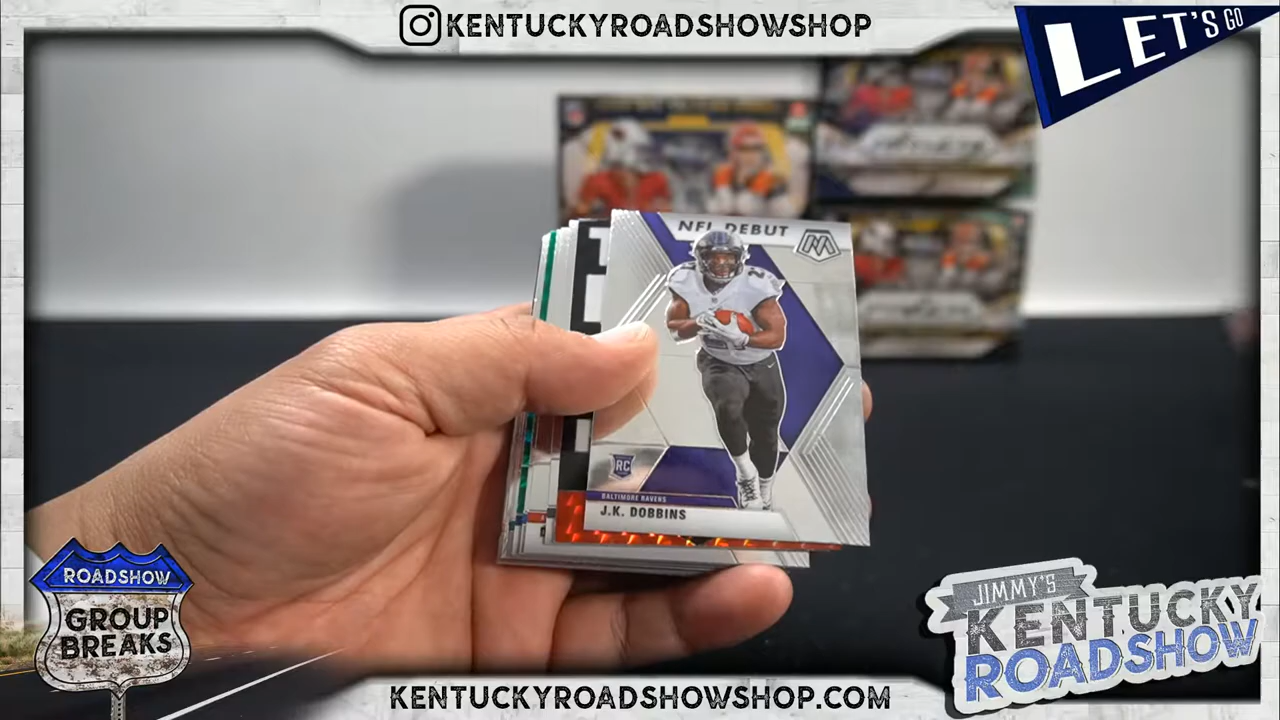 KENTUCKYROADSHOWSHOP
LET'S GO
NFL DEBUT
RC
BALTIMORE RAVENS
J.K. DOBBINS
ROADSHOW
GROUP
BREAKS
JIMMY'S
KENTUCKY
ROADSHOW
KENTUCKYROADSHOWSHOP.COM